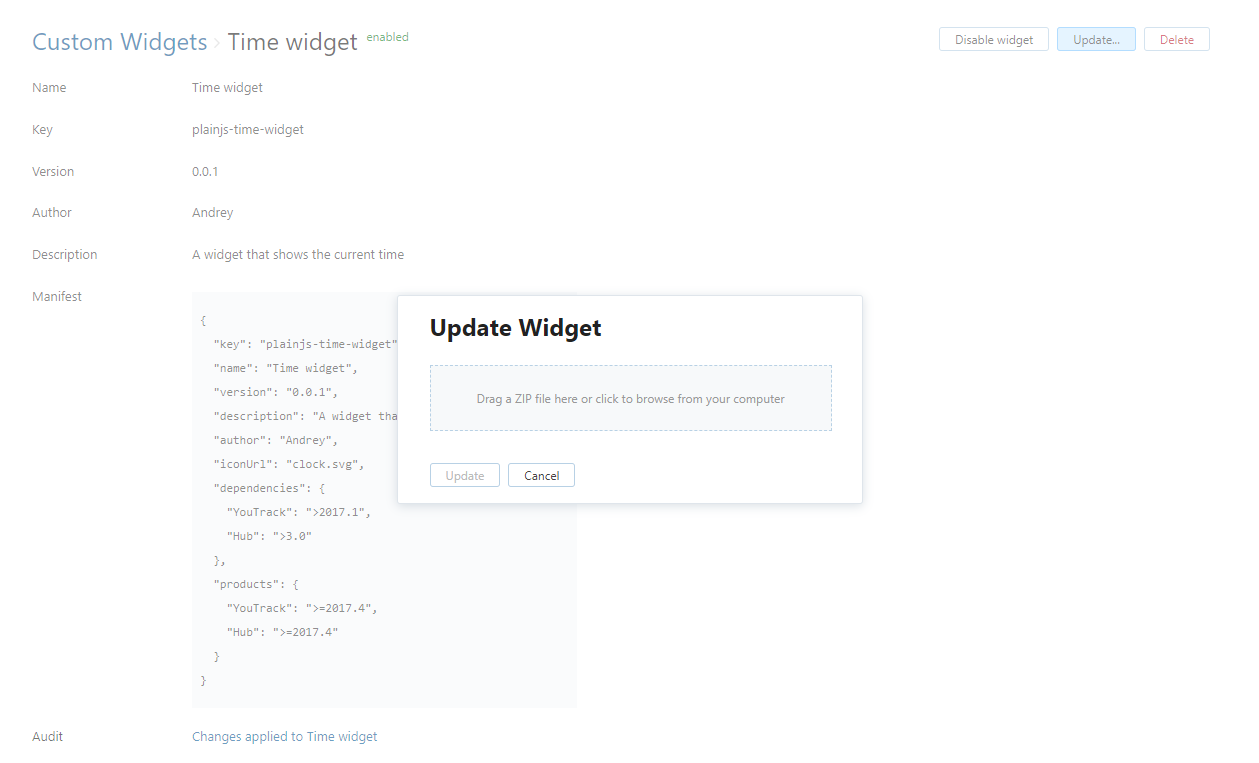 Custom Widgets › Time widget enabled
Disable widget Update... Delete
Name Time widget
Key plainjs-time-widget
Version 0.0.1
Author Andrey
Description A widget that shows the current time
Manifest
{
"key": "plainjs-time-widget"
"name": "Time widget",
"version": "0.0.1",
"description": "A widget tha
"author": "Andrey",
"iconUrl": "clock.svg",
"dependencies": {
"YouTrack": ">2017.1",
"Hub": ">3.0"
},
"products": {
"YouTrack": ">=2017.4",
"Hub": ">=2017.4"
}
}
Update Widget
Drag a ZIP file here or click to browse from your computer
Update Cancel
Audit Changes applied to Time widget